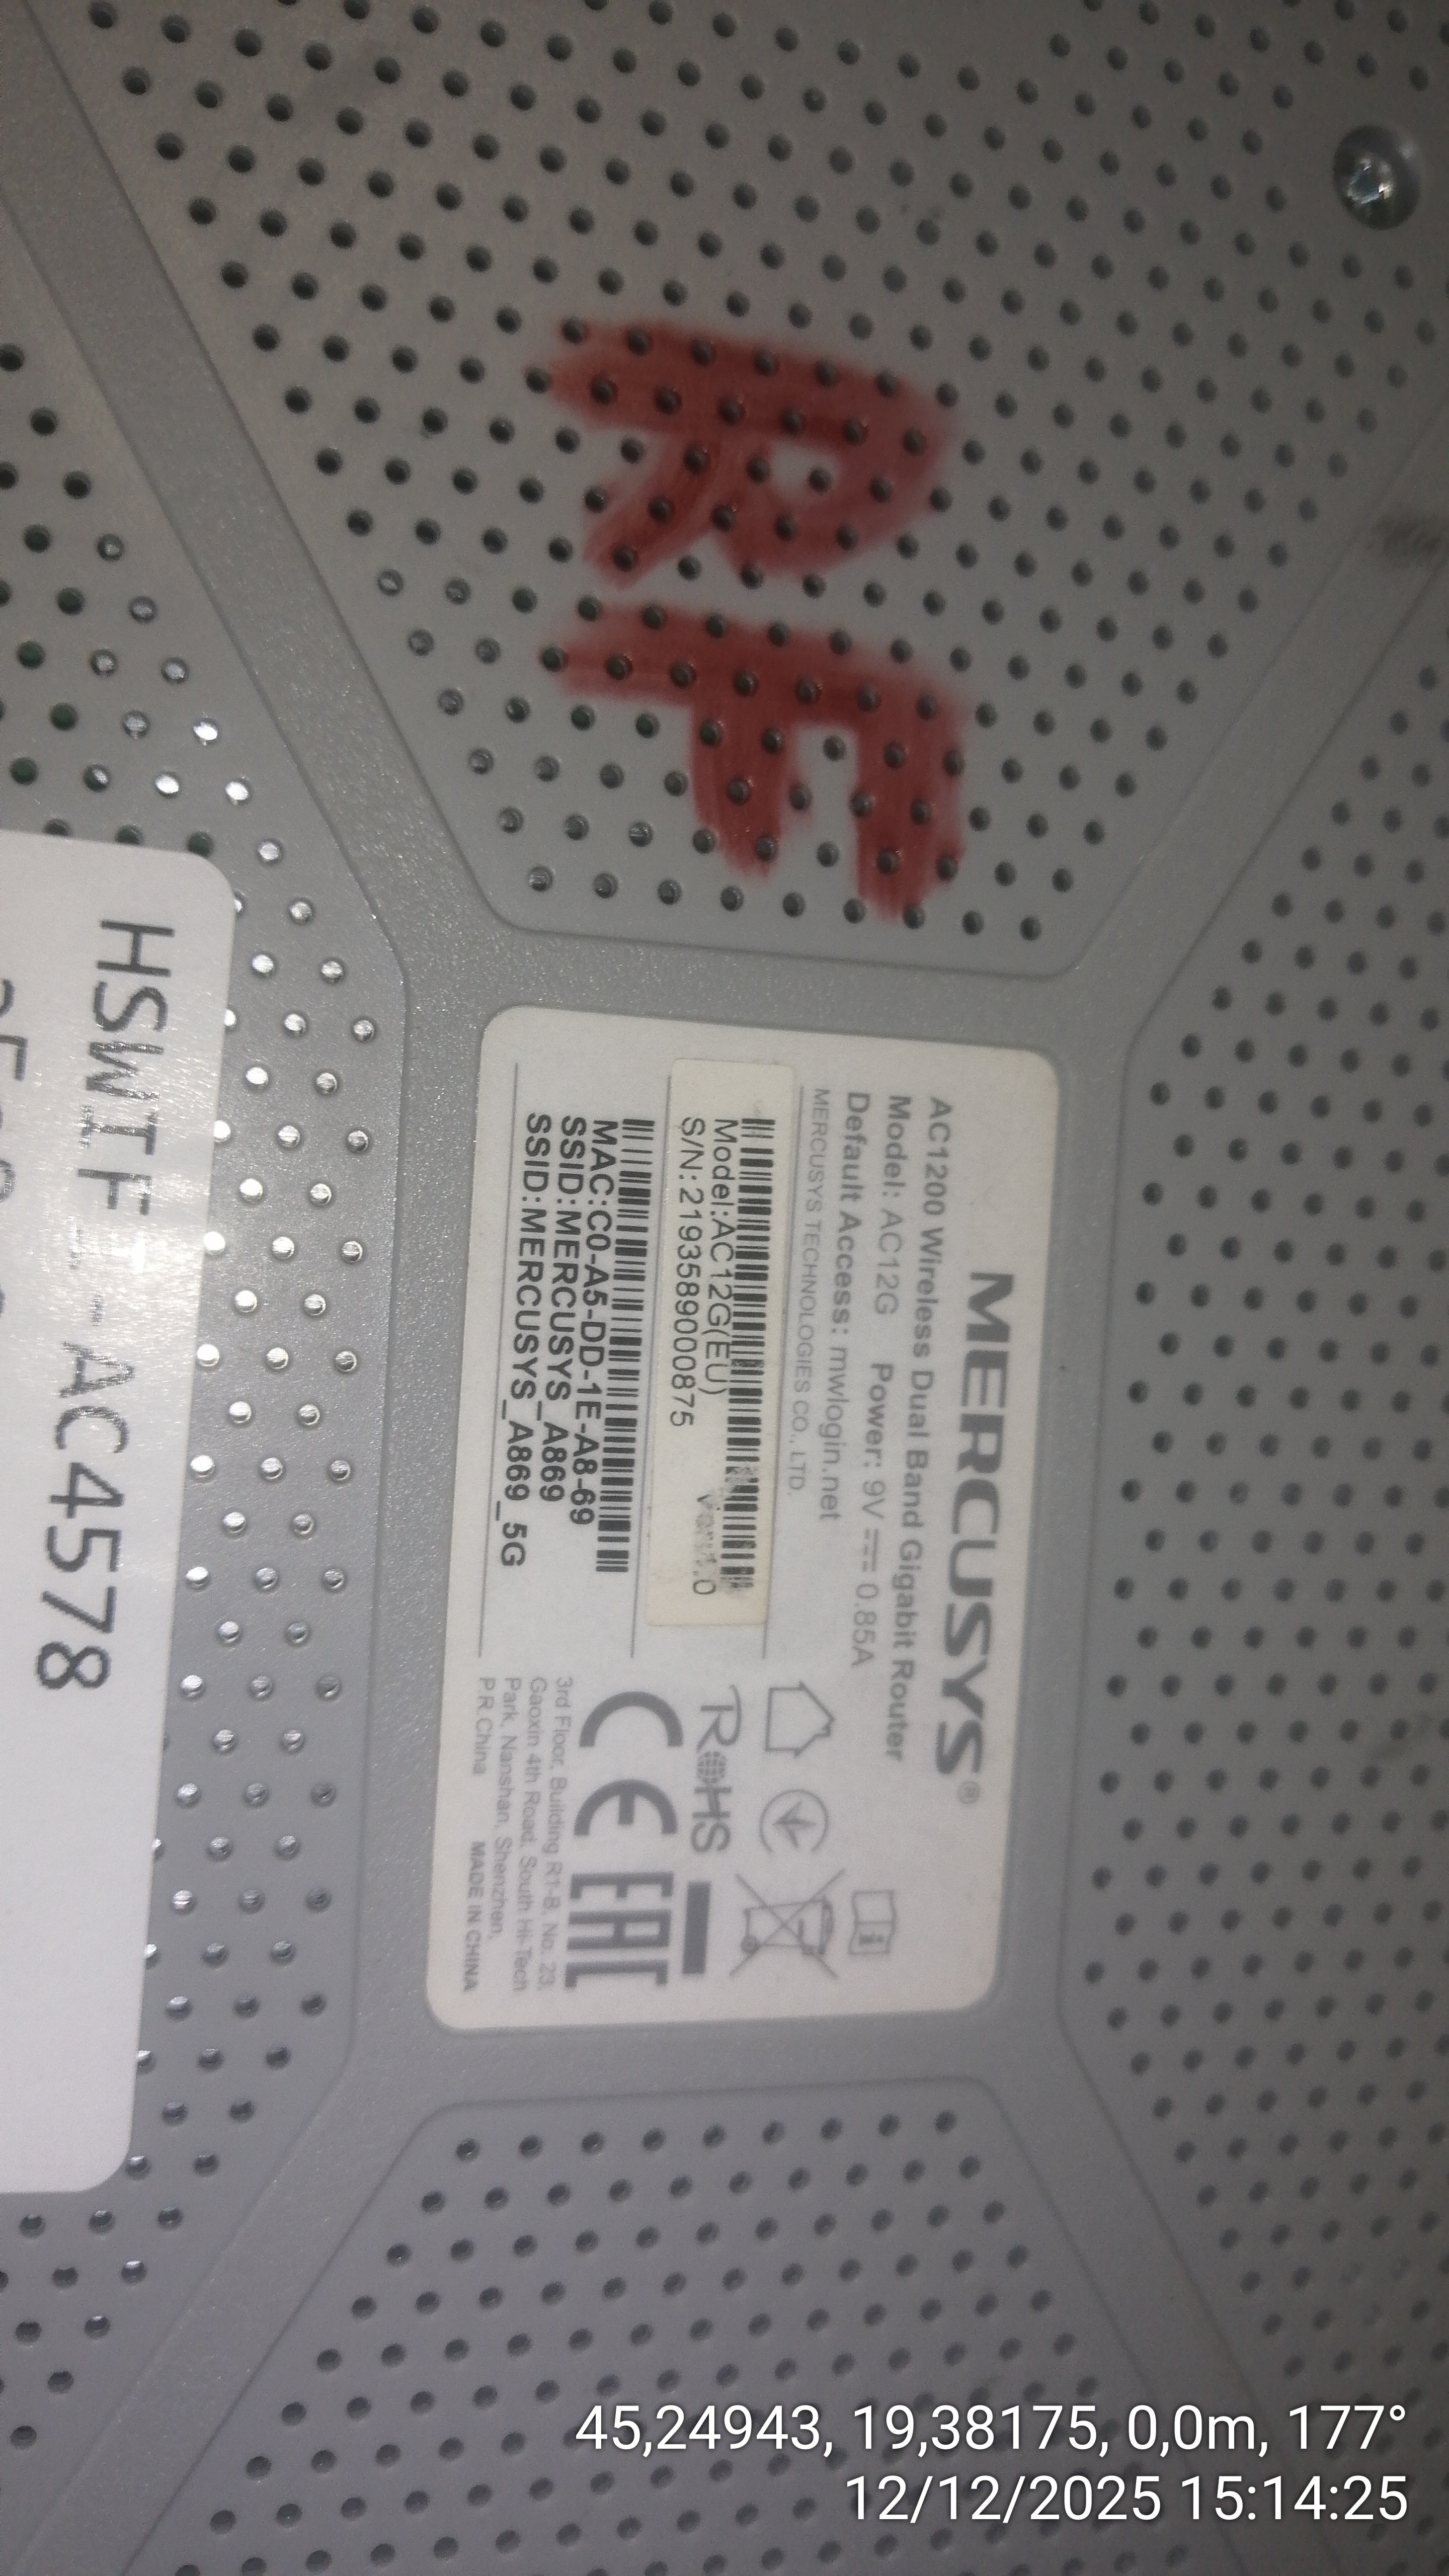 RF
MERCUSYS®
AC1200 Wireless Dual Band Gigabit Router
Model: AC12G Power: 9V ⎓ 0.85A
Default Access: mwlogin.net
MERCUSYS TECHNOLOGIES CO., LTD.
Model:AC12G(EU)
S/N:2193589000875
MAC:C0-A5-DD-1E-A8-69
SSID:MERCUSYS_A869
SSID:MERCUSYS_A869_5G
RoHS
CE EAC
3rd Floor, Building R1-B, No. 23,
Gaoxin 4th Road, South Hi-Tech
Park, Nanshan, Shenzhen,
P.R.China MADE IN CHINA
AC4578
45,24943, 19,38175, 0,0m, 177°
12/12/2025 15:14:25